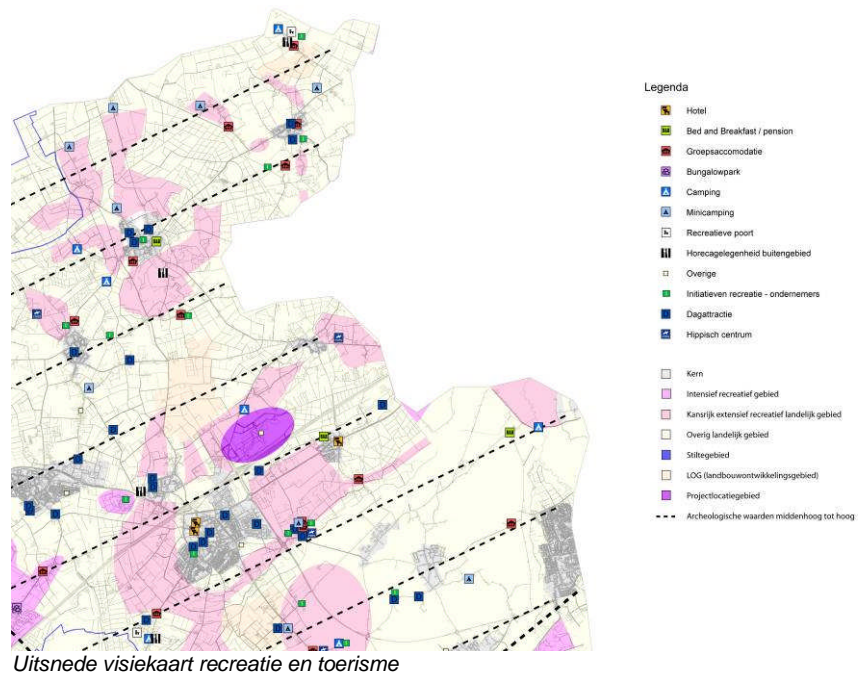 Legenda
Hotel
Bed and Breakfast / pension
Groepsaccomodatie
Bungalowpark
Camping
Minicamping
Recreatieve poort
Horecagelegenheid buitengebied
Overige
Initiatieven recreatie - ondernemers
Dagattractie
Hippisch centrum
Kern
Intensief recreatief gebied
Kansrijk extensief recreatief landelijk gebied
Overig landelijk gebied
Stiltegebied
LOG (landbouwontwikkelingsgebied)
Projectlocatiegebied
Archeologische waarden middenhoog tot hoog
Uitsnede visiekaart recreatie en toerisme